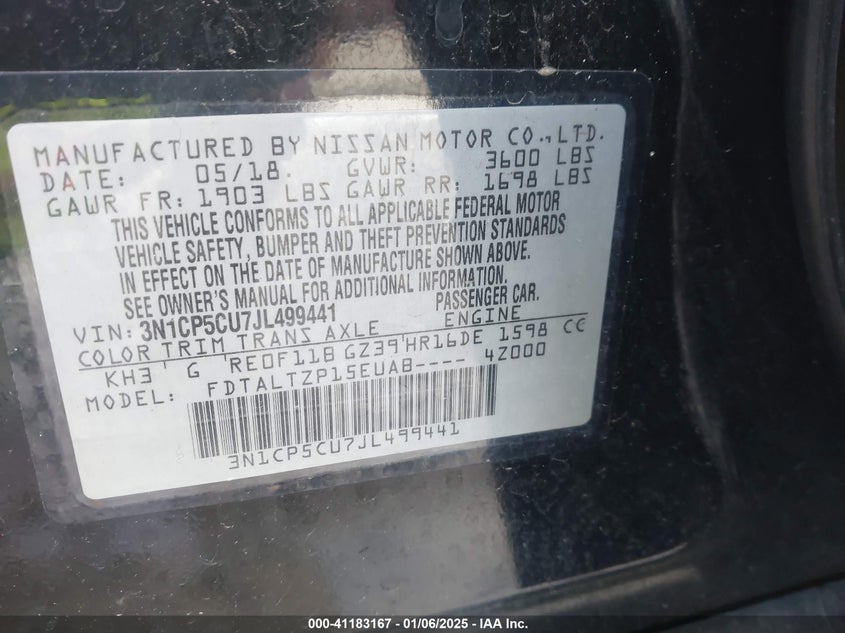 MANUFACTURED BY NISSAN MOTOR CO., LTD.
DATE: 05/18. GVWR: 3600 LBS
GAWR FR: 1903 LBS GAWR RR: 1698 LBS
THIS VEHICLE CONFORMS TO ALL APPLICABLE FEDERAL MOTOR
VEHICLE SAFETY, BUMPER AND THEFT PREVENTION STANDARDS
IN EFFECT ON THE DATE OF MANUFACTURE SHOWN ABOVE.
SEE OWNER'S MANUAL FOR ADDITIONAL INFORMATION.
VIN: 3N1CP5CU7JL499441 PASSENGER CAR.
COLOR TRIM TRANS AXLE ENGINE
KH3 G RE0F11B GZ39 HR16DE 1598 CC
MODEL: FDTALTZP15EUAB---- 4Z000
3N1CP5CU7JL499441
000-41183167 - 01/06/2025 - IAAI.COM